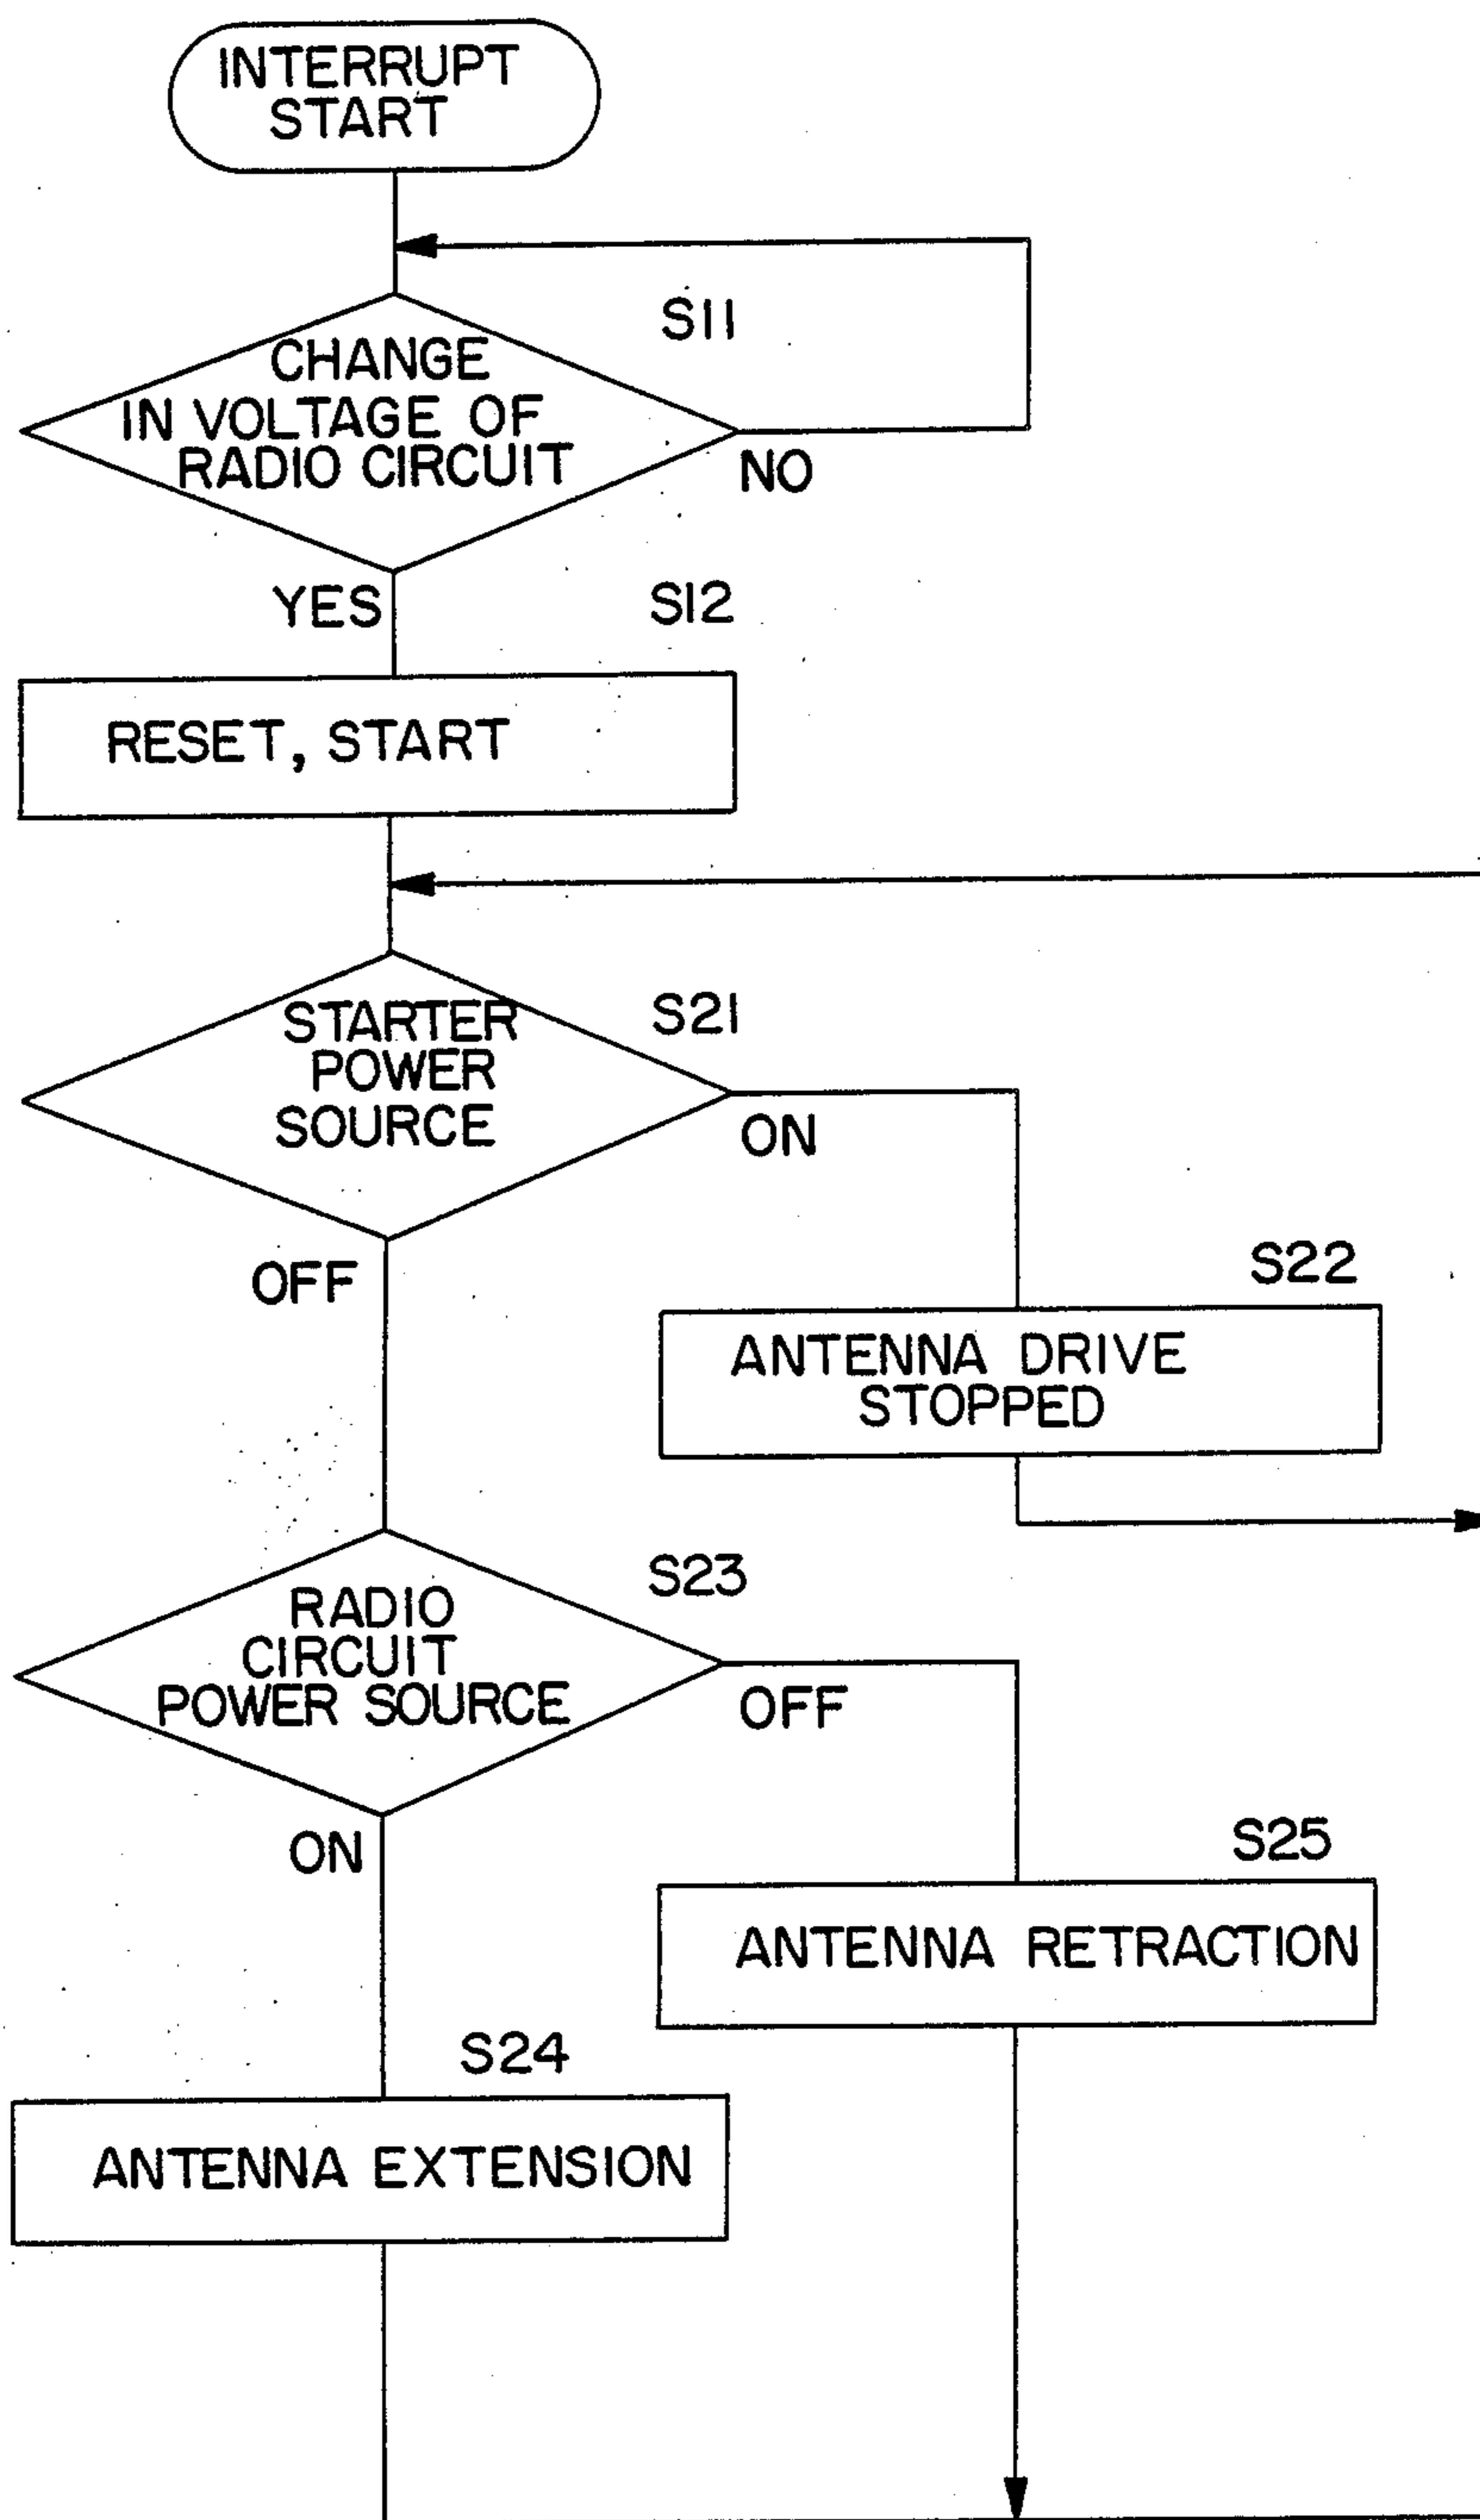 INTERRUPT
START
S11
CHANGE
IN VOLTAGE OF
RADIO CIRCUIT
NO
YES
S12
RESET, START
S21
STARTER
POWER
SOURCE
ON
OFF
S22
ANTENNA DRIVE
STOPPED
S23
RADIO
CIRCUIT
POWER SOURCE
OFF
ON
S25
ANTENNA RETRACTION
S24
ANTENNA EXTENSION